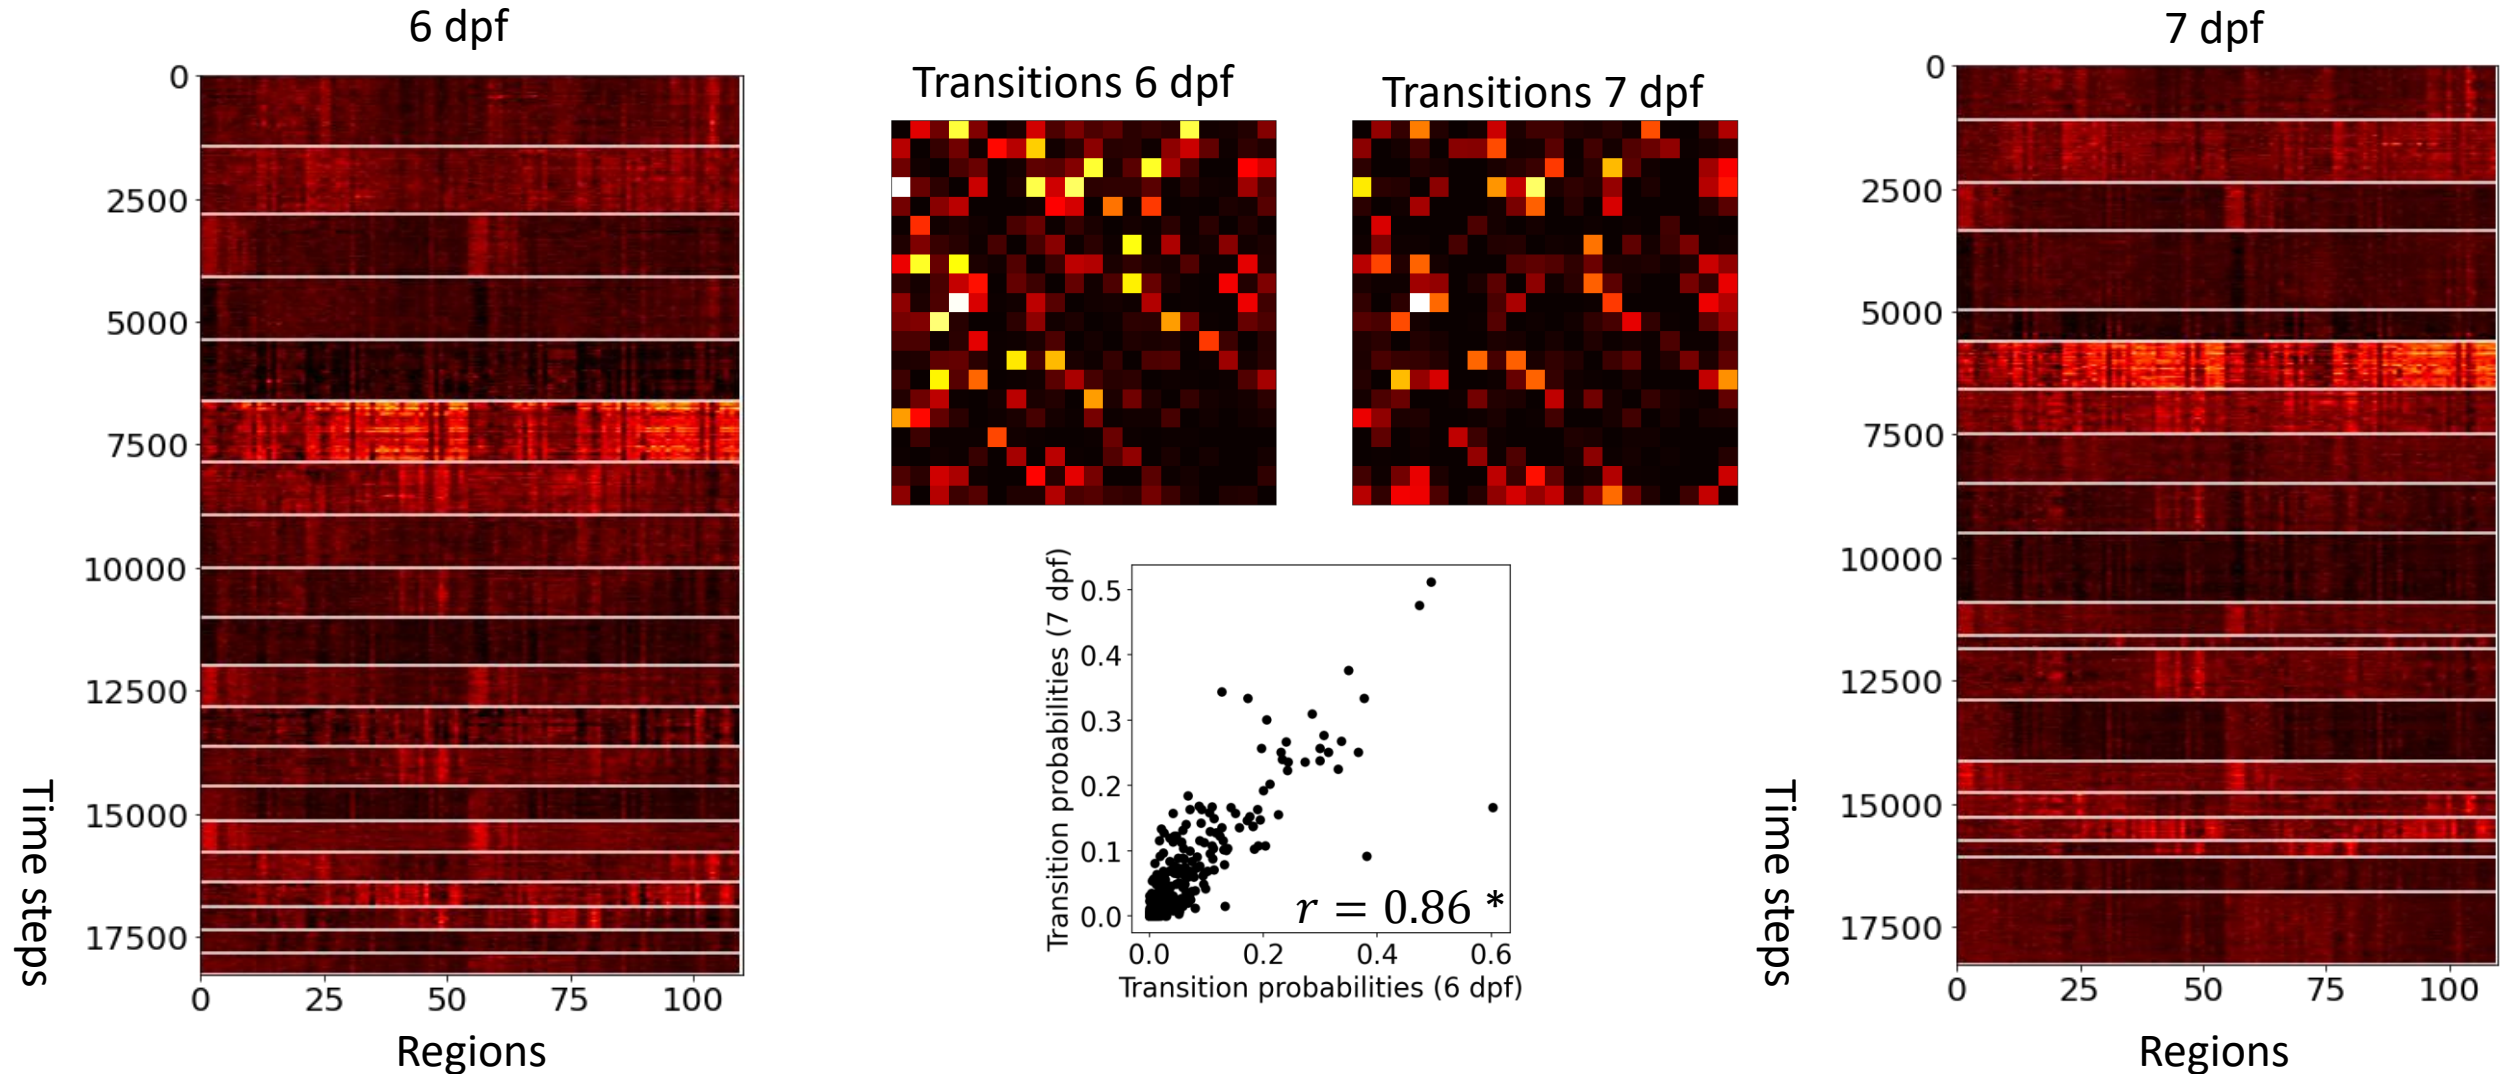 6 dpf
0
2500
5000
7500
10000
12500
15000
17500
Time steps
0 25 50 75 100
Regions
Transitions 6 dpf
Transitions 7 dpf
Transition probabilities (7 dpf)
0.5
0.4
0.3
0.2
0.1
0.0
r = 0.86 *
0.0 0.2 0.4 0.6
Transition probabilities (6 dpf)
7 dpf
0
2500
5000
7500
10000
12500
15000
17500
Time steps
0 25 50 75 100
Regions